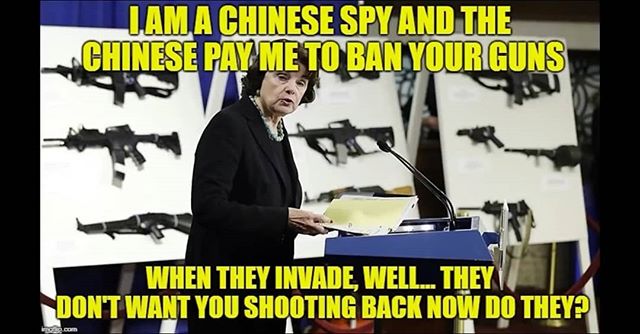 I AM A CHINESE SPY AND THE
CHINESE PAY ME TO BAN YOUR GUNS
WHEN THEY INVADE, WELL... THEY
DON'T WANT YOU SHOOTING BACK NOW DO THEY?
imgflip.com